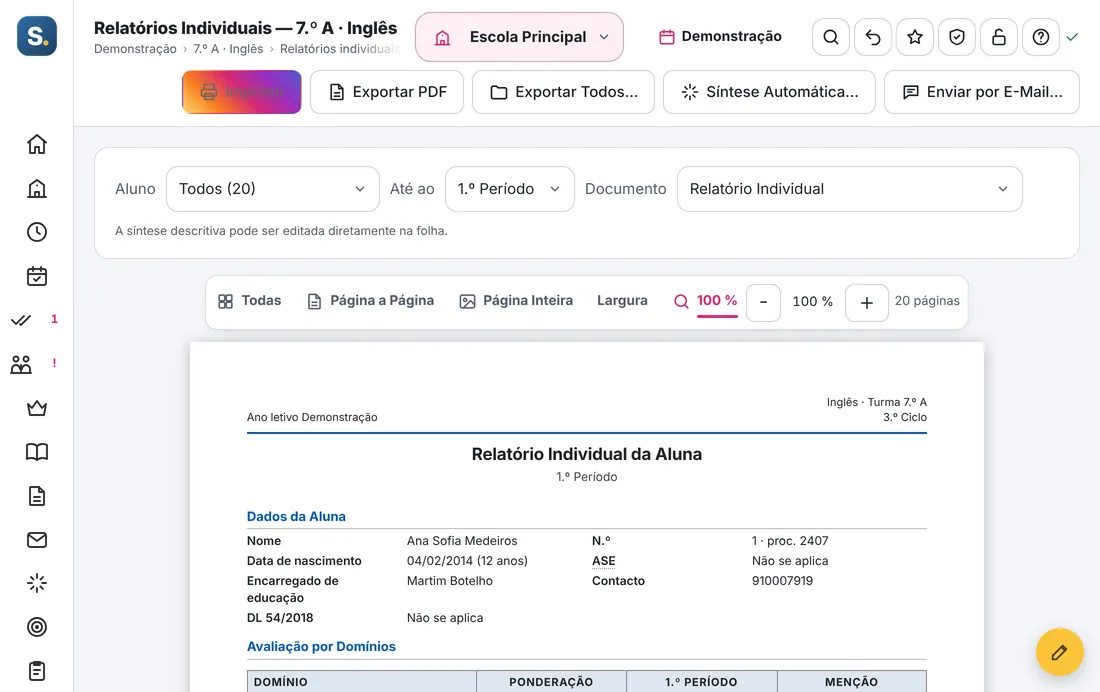 S.
Relatórios Individuais — 7.º A · Inglês
Demonstração › 7.º A · Inglês › Relatórios individuais
Escola Principal
Demonstração
Imprimir
Exportar PDF
Exportar Todos...
Síntese Automática...
Enviar por E-Mail...
1
!
Aluno
Todos (20)
Até ao
1.º Período
Documento
Relatório Individual
A síntese descritiva pode ser editada diretamente na folha.
Todas
Página a Página
Página Inteira
Largura
100 %
-
100 %
+
20 páginas
Inglês · Turma 7.º A
Ano letivo Demonstração
3.º Ciclo
Relatório Individual da Aluna
1.º Período
Dados da Aluna
Nome Ana Sofia Medeiros N.º 1 · proc. 2407
Data de nascimento 04/02/2014 (12 anos) ASE Não se aplica
Encarregado de educação Martim Botelho Contacto 910007919
DL 54/2018 Não se aplica
Avaliação por Domínios
DOMÍNIO PONDERAÇÃO 1.º PERÍODO MENÇÃO